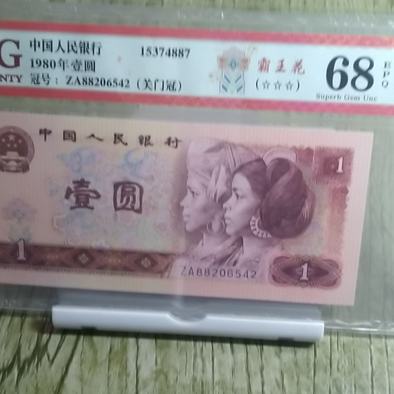 G
NTY
中国人民银行 15374887
1980年壹圆
冠号：ZA88206542（关门冠）
霸王花
(☆☆☆)
68 EPQ
Superb Gem Unc
中国人民银行
壹圆
1
1
1
ZA88206542